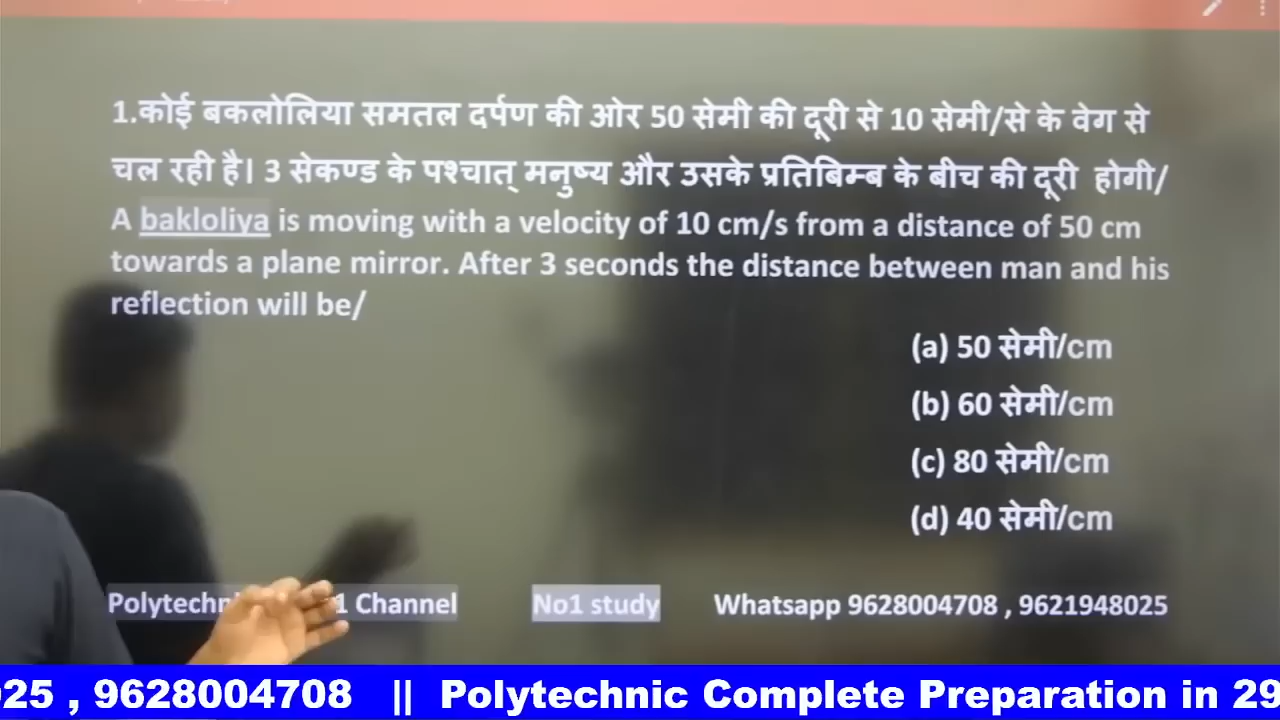 1.कोई बकलोलिया समतल दर्पण की ओर 50 सेमी की दूरी से 10 सेमी/से के वेग से
चल रही है। 3 सेकण्ड के पश्चात् मनुष्य और उसके प्रतिबिम्ब के बीच की दूरी होगी/
A bakloliya is moving with a velocity of 10 cm/s from a distance of 50 cm
towards a plane mirror. After 3 seconds the distance between man and his
reflection will be/
(a) 50 सेमी/cm
(b) 60 सेमी/cm
(c) 80 सेमी/cm
(d) 40 सेमी/cm
1 Channel No1 study Whatsapp 9628004708 , 9621948025
25 , 9628004708 || Polytechnic Complete Preparation in 29